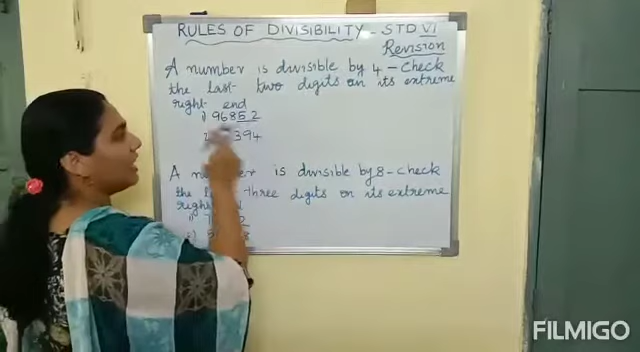 RULES OF DIVISIBILITY - STD VI
Revision
A number is divisible by 4 - Check
the last two digits on its extreme
right end
i) 96852
394
A is divisible by 8 - check
the three digits on its extreme
right
FILMIGO